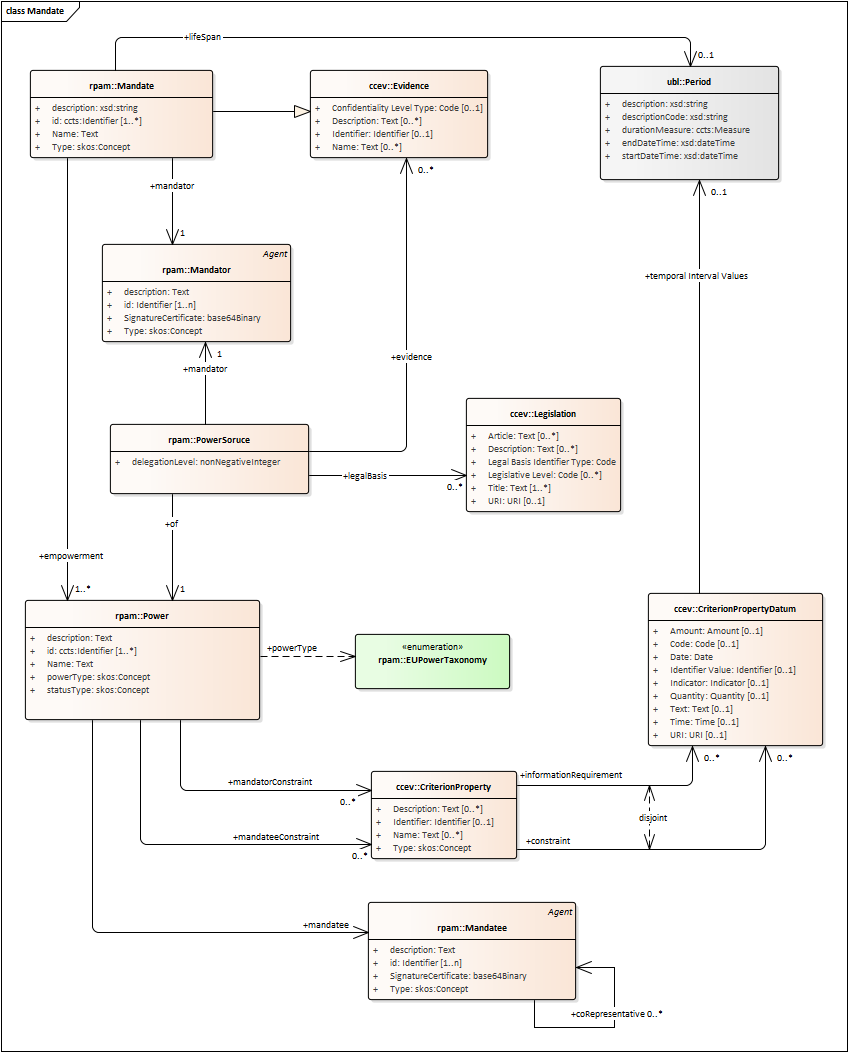 class Mandate
+lifeSpan
0..1
rpam::Mandate
+ description: xsd:string
+ id: ccts:Identifier [1..*]
+ Name: Text
+ Type: skos:Concept
ccev::Evidence
+ Confidentiality Level Type: Code [0..1]
+ Description: Text [0..*]
+ Identifier: Identifier [0..1]
+ Name: Text [0..*]
ubl::Period
+ description: xsd:string
+ descriptionCode: xsd:string
+ durationMeasure: ccts:Measure
+ endDateTime: xsd:dateTime
+ startDateTime: xsd:dateTime
0..*
0..1
+mandator
1
Agent
rpam::Mandator
+ description: Text
+ id: Identifier [1..n]
+ SignatureCertificate: base64Binary
+ Type: skos:Concept
+temporal Interval Values
1
+mandator
+evidence
rpam::PowerSoruce
+ delegationLevel: nonNegativeInteger
ccev::Legislation
+ Article: Text [0..*]
+ Description: Text [0..*]
+ Legal Basis Identifier Type: Code
+ Legislative Level: Code [0..*]
+ Title: Text [1..*]
+ URI: URI [0..1]
+legalBasis
0..*
+of
+empowerment
1..*
1
rpam::Power
+ description: Text
+ id: ccts:Identifier [1..*]
+ Name: Text
+ powerType: skos:Concept
+ statusType: skos:Concept
+powerType
«enumeration»
rpam::EUPowerTaxonomy
ccev::CriterionPropertyDatum
+ Amount: Amount [0..1]
+ Code: Code [0..1]
+ Date: Date
+ Identifier Value: Identifier [0..1]
+ Indicator: Indicator [0..1]
+ Quantity: Quantity [0..1]
+ Text: Text [0..1]
+ Time: Time [0..1]
+ URI: URI [0..1]
0..*
0..*
+mandatorConstraint
0..*
+mandateeConstraint
0..*
ccev::CriterionProperty
+ Description: Text [0..*]
+ Identifier: Identifier [0..1]
+ Name: Text [0..*]
+ Type: skos:Concept
+informationRequirement
disjoint
+constraint
+mandatee
Agent
rpam::Mandatee
+ description: Text
+ id: Identifier [1..n]
+ SignatureCertificate: base64Binary
+ Type: skos:Concept
+coRepresentative 0..*